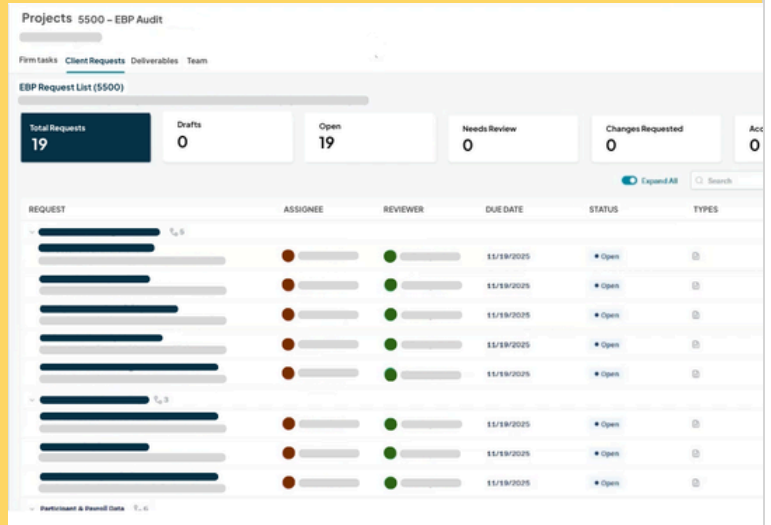 Projects 5500 – EBP Audit
Firm tasks Client Requests Deliverables Team
EBP Request List (5500)
Total Requests Drafts Open Needs Review Changes Requested Acc
19 0 19 0 0 0
Expand All Search
REQUEST ASSIGNEE REVIEWER DUE DATE STATUS TYPES
5
11/19/2025 Open
11/19/2025 Open
11/19/2025 Open
11/19/2025 Open
11/19/2025 Open
3
11/19/2025 Open
11/19/2025 Open
11/19/2025 Open
Participant & Payroll Data 6